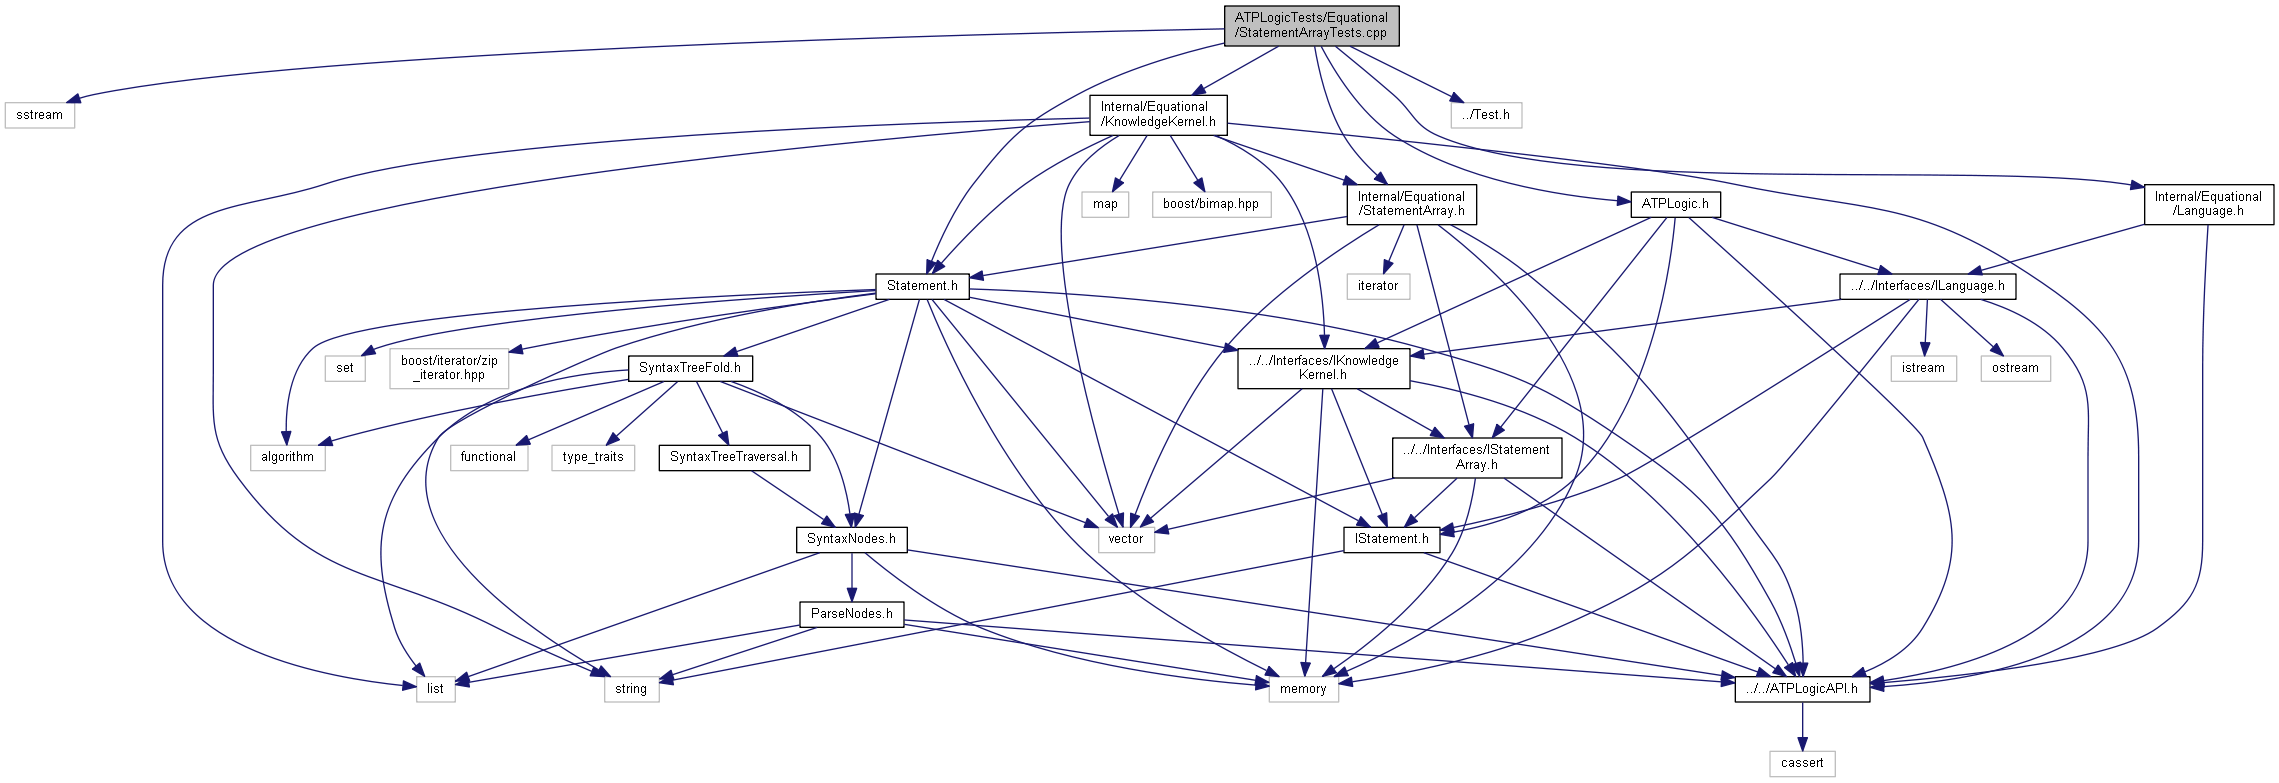 ATPLogicTests/Equational
/StatementArrayTests.cpp
sstream
Internal/Equational
/KnowledgeKernel.h
../Test.h
map
boost/bimap.hpp
Internal/Equational
/StatementArray.h
ATPLogic.h
Internal/Equational
/Language.h
Statement.h
iterator
../../Interfaces/ILanguage.h
set
boost/iterator/zip
_iterator.hpp
SyntaxTreeFold.h
../../Interfaces/IKnowledge
Kernel.h
istream
ostream
algorithm
functional
type_traits
SyntaxTreeTraversal.h
../../Interfaces/IStatement
Array.h
SyntaxNodes.h
vector
IStatement.h
ParseNodes.h
list
string
memory
../../ATPLogicAPI.h
cassert